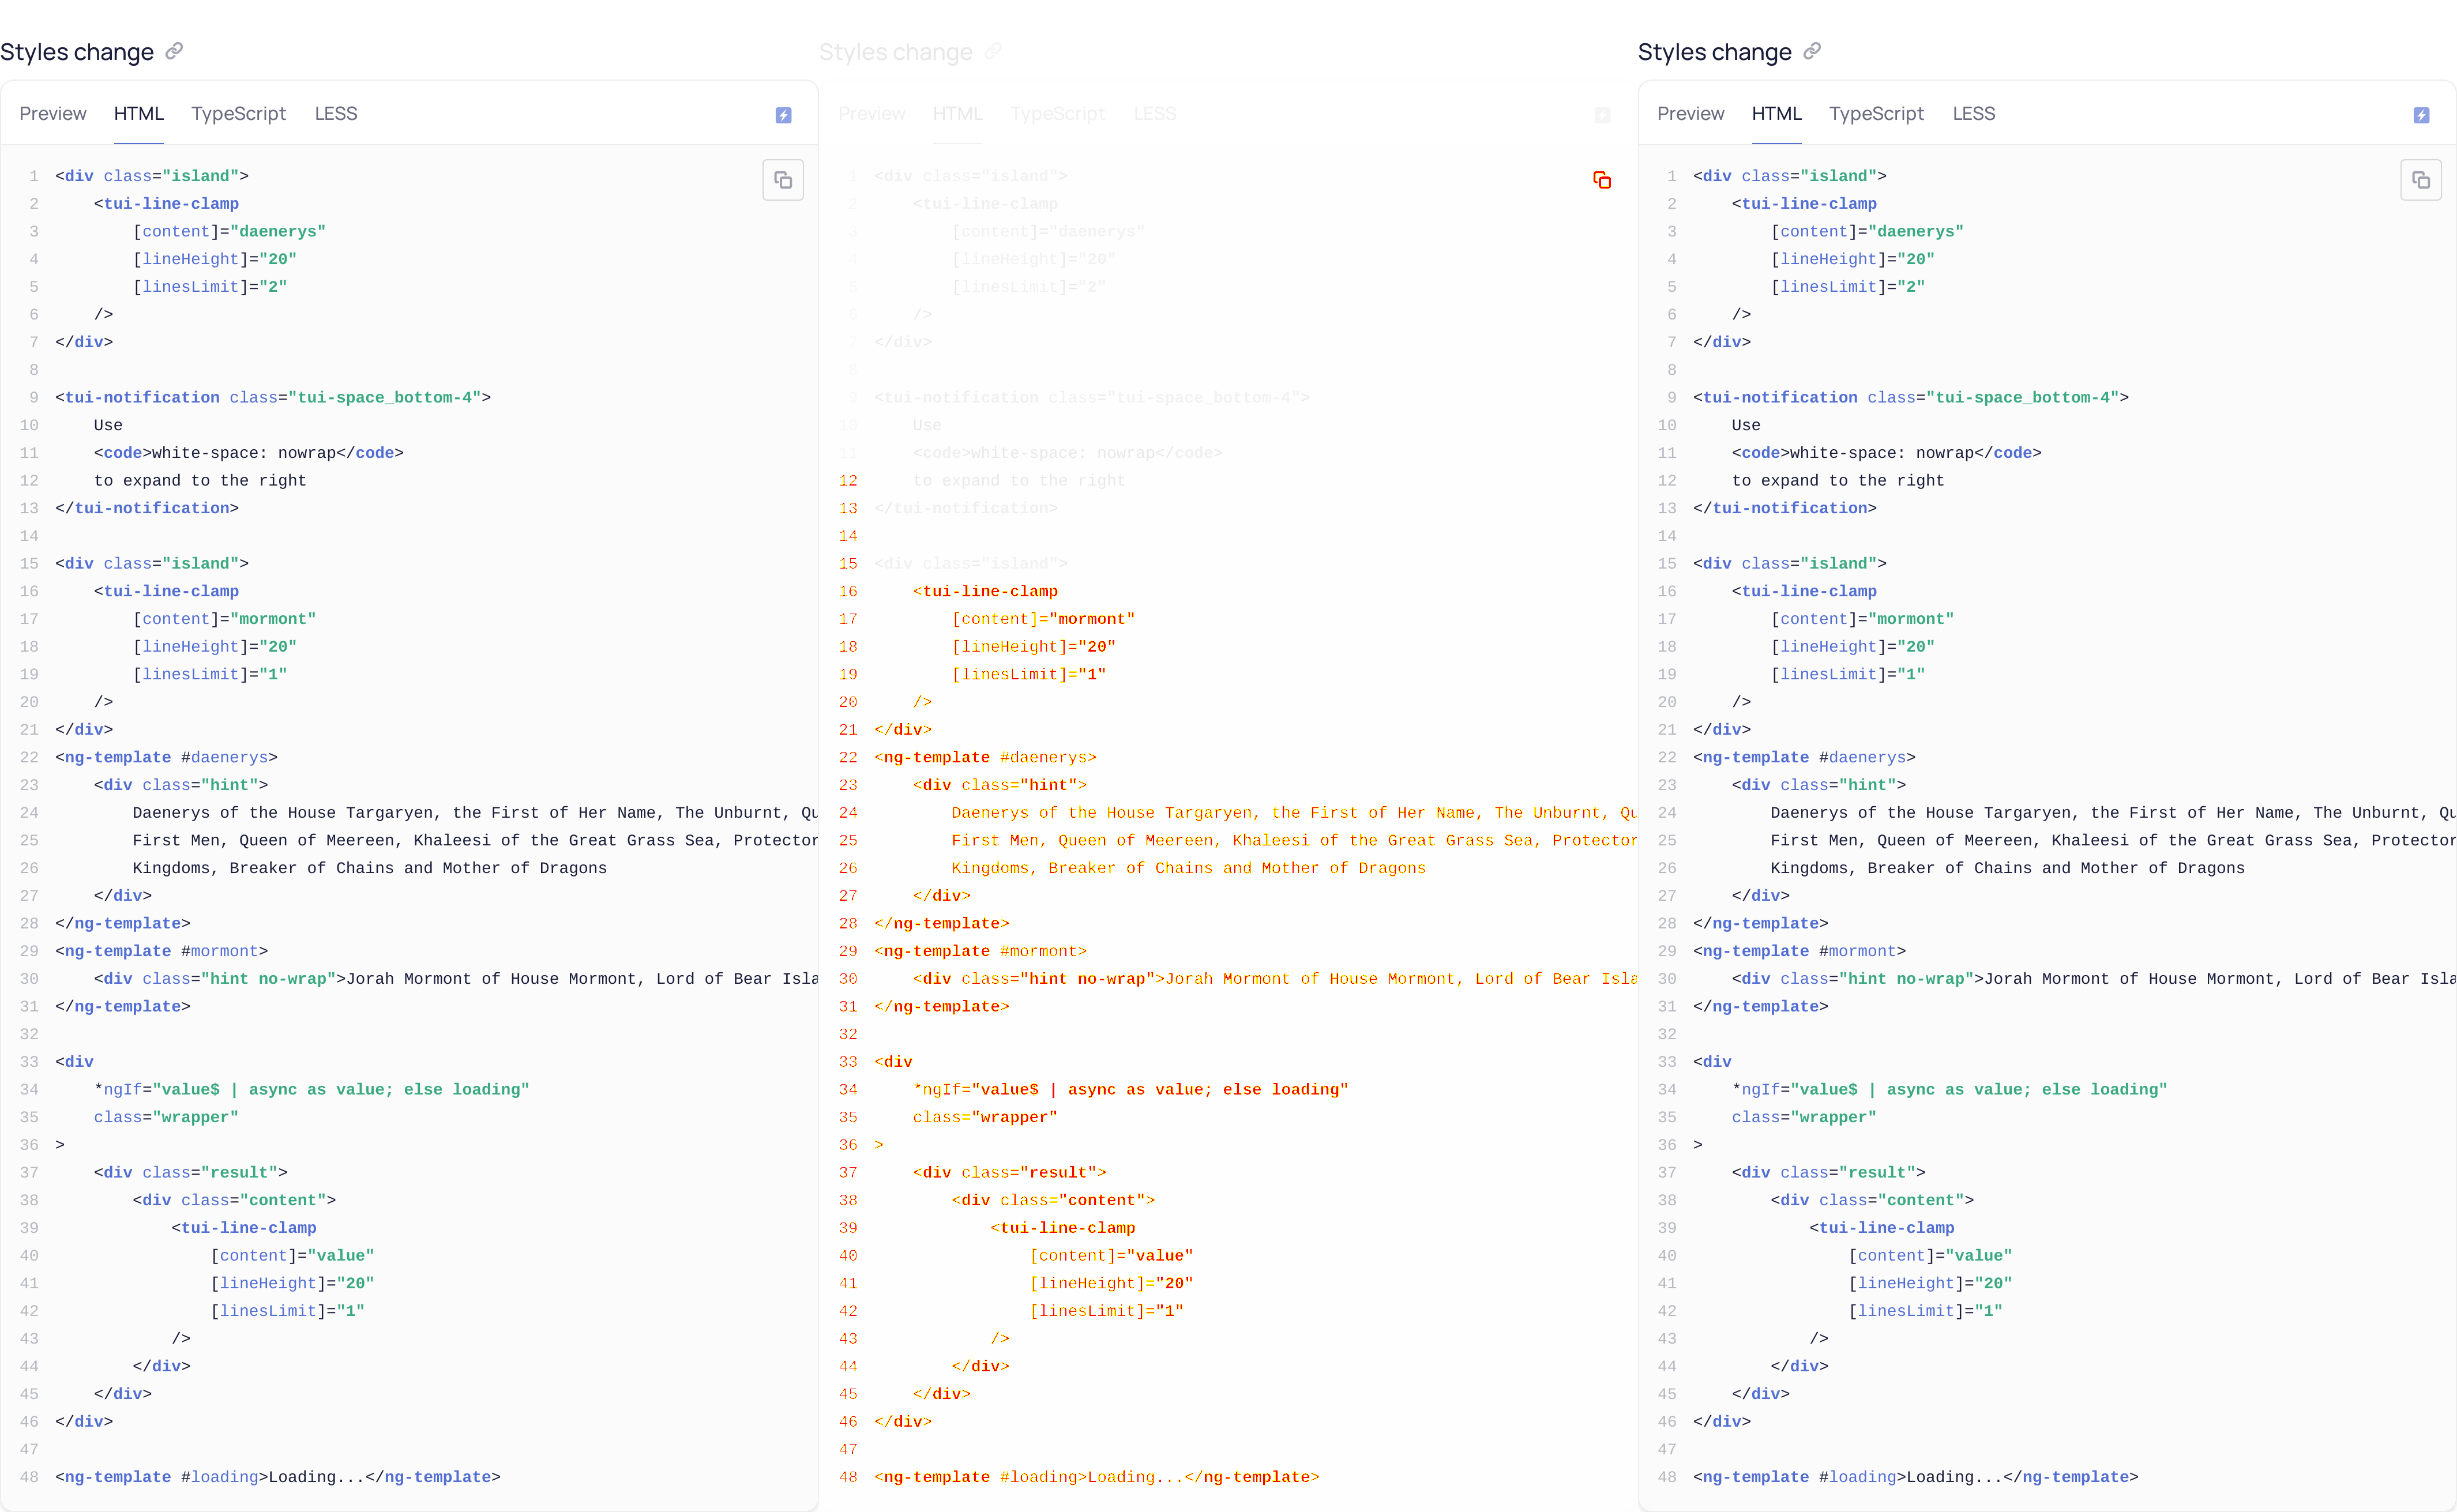 Styles change
Preview HTML TypeScript LESS
1 <div class="island">
2     <tui-line-clamp
3         [content]="daenerys"
4         [lineHeight]="20"
5         [linesLimit]="2"
6     />
7 </div>
8
9 <tui-notification class="tui-space_bottom-4">
10     Use
11     <code>white-space: nowrap</code>
12     to expand to the right
13 </tui-notification>
14
15 <div class="island">
16     <tui-line-clamp
17         [content]="mormont"
18         [lineHeight]="20"
19         [linesLimit]="1"
20     />
21 </div>
22 <ng-template #daenerys>
23     <div class="hint">
24         Daenerys of the House Targaryen, the First of Her Name, The Unburnt, Qu
25         First Men, Queen of Meereen, Khaleesi of the Great Grass Sea, Protector
26         Kingdoms, Breaker of Chains and Mother of Dragons
27     </div>
28 </ng-template>
29 <ng-template #mormont>
30     <div class="hint no-wrap">Jorah Mormont of House Mormont, Lord of Bear Isla
31 </ng-template>
32
33 <div
34     *ngIf="value$ | async as value; else loading"
35     class="wrapper"
36 >
37     <div class="result">
38         <div class="content">
39             <tui-line-clamp
40                 [content]="value"
41                 [lineHeight]="20"
42                 [linesLimit]="1"
43             />
44         </div>
45     </div>
46 </div>
47
48 <ng-template #loading>Loading...</ng-template>
Styles change
Preview HTML TypeScript LESS
1 <div class="island">
2     <tui-line-clamp
3         [content]="daenerys"
4         [lineHeight]="20"
5         [linesLimit]="2"
6     />
7 </div>
8
9 <tui-notification class="tui-space_bottom-4">
10     Use
11     <code>white-space: nowrap</code>
12     to expand to the right
13 </tui-notification>
14
15 <div class="island">
16     <tui-line-clamp
17         [content]="mormont"
18         [lineHeight]="20"
19         [linesLimit]="1"
20     />
21 </div>
22 <ng-template #daenerys>
23     <div class="hint">
24         Daenerys of the House Targaryen, the First of Her Name, The Unburnt, Qu
25         First Men, Queen of Meereen, Khaleesi of the Great Grass Sea, Protector
26         Kingdoms, Breaker of Chains and Mother of Dragons
27     </div>
28 </ng-template>
29 <ng-template #mormont>
30     <div class="hint no-wrap">Jorah Mormont of House Mormont, Lord of Bear Isla
31 </ng-template>
32
33 <div
34     *ngIf="value$ | async as value; else loading"
35     class="wrapper"
36 >
37     <div class="result">
38         <div class="content">
39             <tui-line-clamp
40                 [content]="value"
41                 [lineHeight]="20"
42                 [linesLimit]="1"
43             />
44         </div>
45     </div>
46 </div>
47
48 <ng-template #loading>Loading...</ng-template>
Styles change
Preview HTML TypeScript LESS
1 <div class="island">
2     <tui-line-clamp
3         [content]="daenerys"
4         [lineHeight]="20"
5         [linesLimit]="2"
6     />
7 </div>
8
9 <tui-notification class="tui-space_bottom-4">
10     Use
11     <code>white-space: nowrap</code>
12     to expand to the right
13 </tui-notification>
14
15 <div class="island">
16     <tui-line-clamp
17         [content]="mormont"
18         [lineHeight]="20"
19         [linesLimit]="1"
20     />
21 </div>
22 <ng-template #daenerys>
23     <div class="hint">
24         Daenerys of the House Targaryen, the First of Her Name, The Unburnt, Qu
25         First Men, Queen of Meereen, Khaleesi of the Great Grass Sea, Protector
26         Kingdoms, Breaker of Chains and Mother of Dragons
27     </div>
28 </ng-template>
29 <ng-template #mormont>
30     <div class="hint no-wrap">Jorah Mormont of House Mormont, Lord of Bear Isla
31 </ng-template>
32
33 <div
34     *ngIf="value$ | async as value; else loading"
35     class="wrapper"
36 >
37     <div class="result">
38         <div class="content">
39             <tui-line-clamp
40                 [content]="value"
41                 [lineHeight]="20"
42                 [linesLimit]="1"
43             />
44         </div>
45     </div>
46 </div>
47
48 <ng-template #loading>Loading...</ng-template>